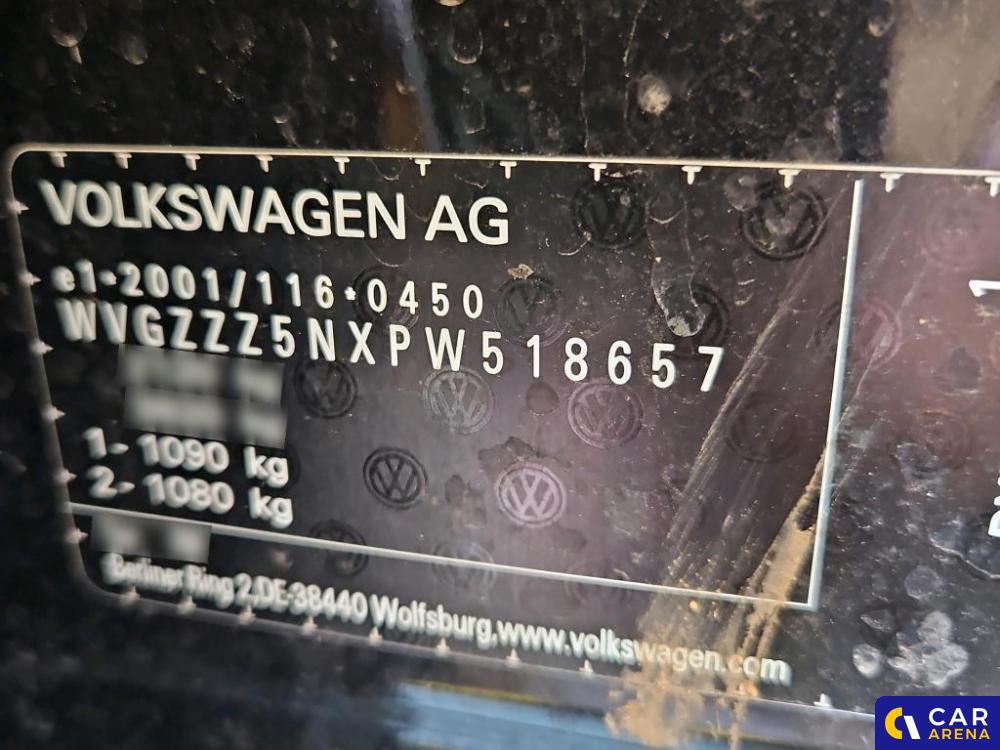 VOLKSWAGEN AG
e1*2001/116*0450
WVGZZZ5NXPW518657
1- 1090 kg
2- 1080 kg
Berliner Ring 2,DE-38440 Wolfsburg,www.volkswagen.com
1
CAR
ARENA